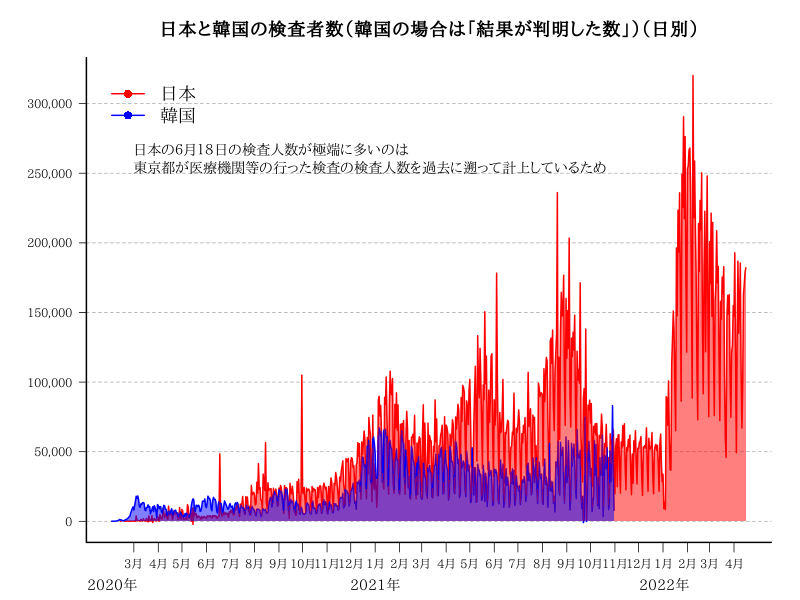 日本と韓国の検査者数（韓国の場合は「結果が判明した数」）（日別）
日本
韓国
日本の6月18日の検査人数が極端に多いのは
東京都が医療機関等の行った検査の検査人数を過去に遡って計上しているため
300,000
250,000
200,000
150,000
100,000
50,000
0
3月 4月 5月 6月 7月 8月 9月 10月 11月 12月 1月 2月 3月 4月 5月 6月 7月 8月 9月 10月 11月 12月 1月 2月 3月 4月
2020年 2021年 2022年